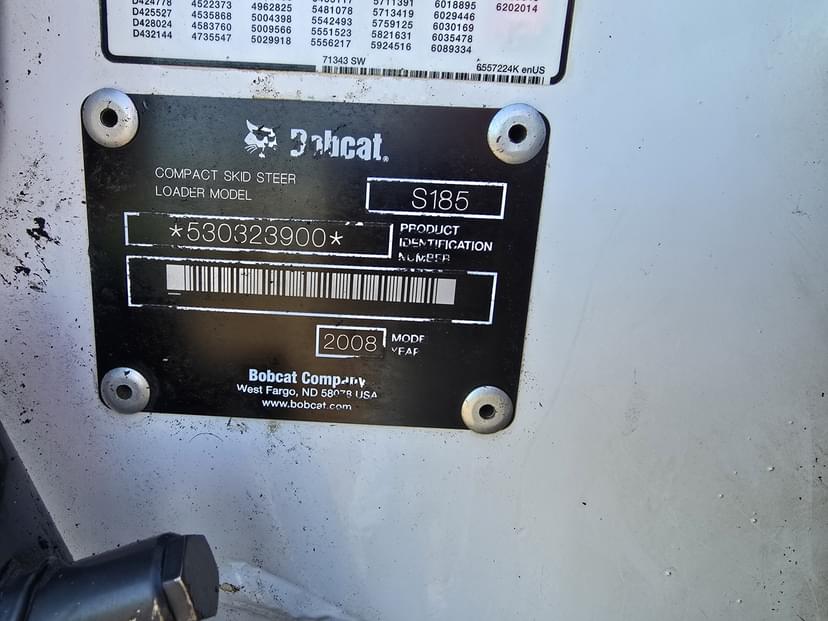 D424778 4522373 4962825 5481078 5711391 6018895 6202014
D425527 4535868 5004398 5542493 5713419 6029446
D428024 4583760 5009566 5551523 5759125 6030169
D432144 4735547 5029918 5556217 5821631 6035478
5924516 6089334
71343 SW 6557224K enUS
Bobcat®
COMPACT SKID STEER
LOADER MODEL S185
*530323900* PRODUCT
IDENTIFICATION
NUMBER
2008 MODEL
YEAR
Bobcat Company
West Fargo, ND 58078 USA
www.bobcat.com